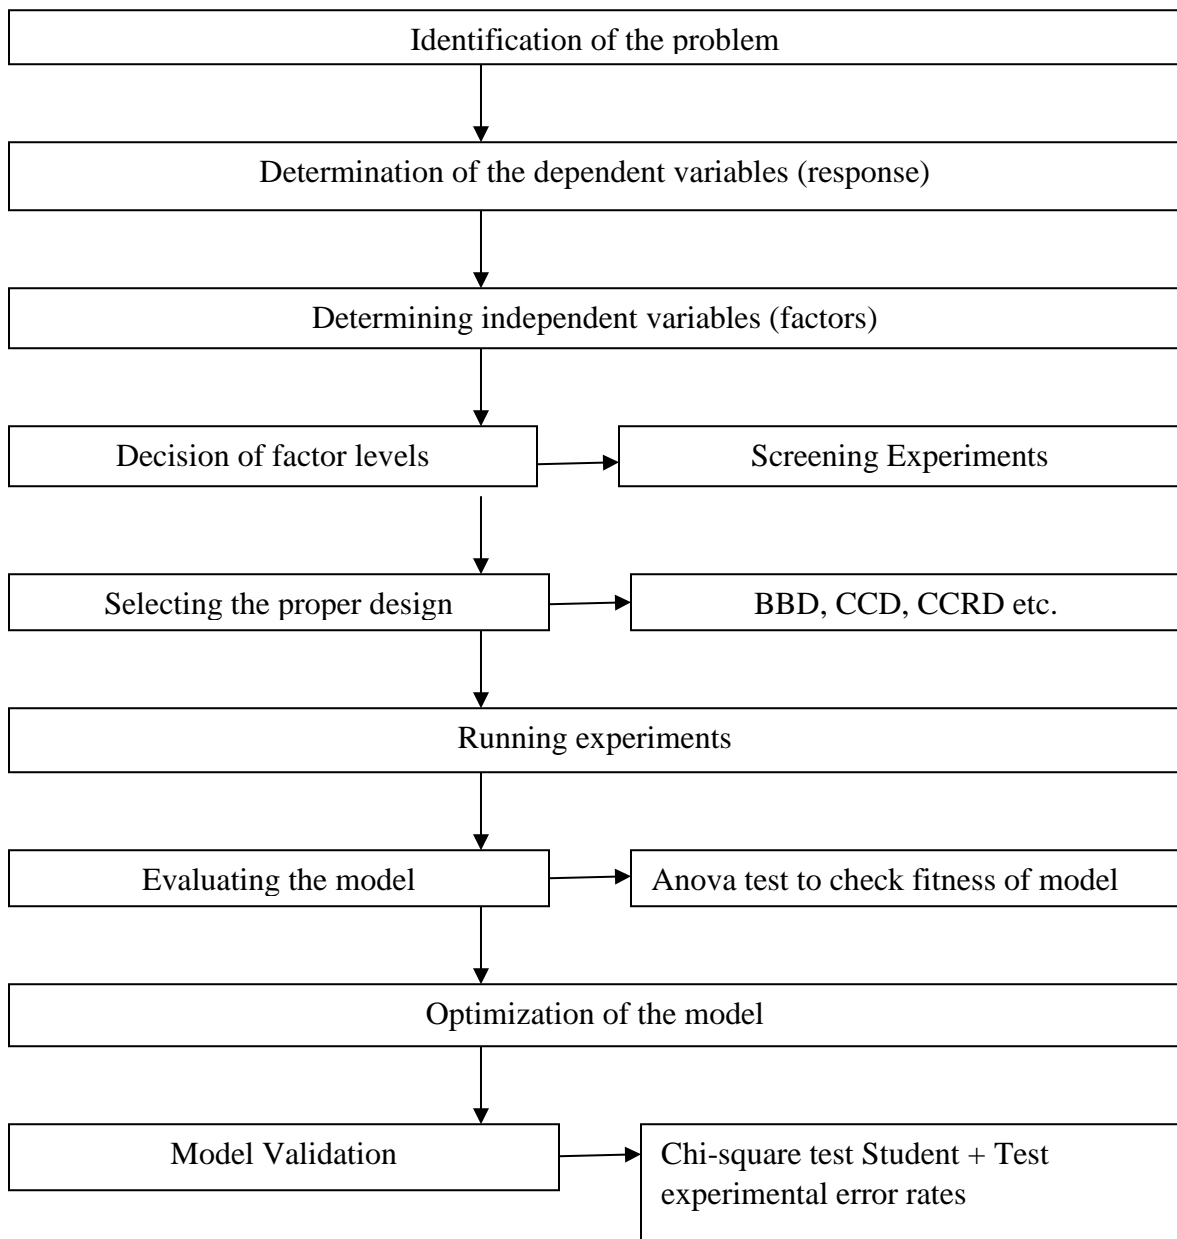 Identification of the problem
Determination of the dependent variables (response)
Determining independent variables (factors)
Decision of factor levels
Screening Experiments
Selecting the proper design
BBD, CCD, CCRD etc.
Running experiments
Evaluating the model
Anova test to check fitness of model
Optimization of the model
Model Validation
Chi-square test Student + Test
experimental error rates